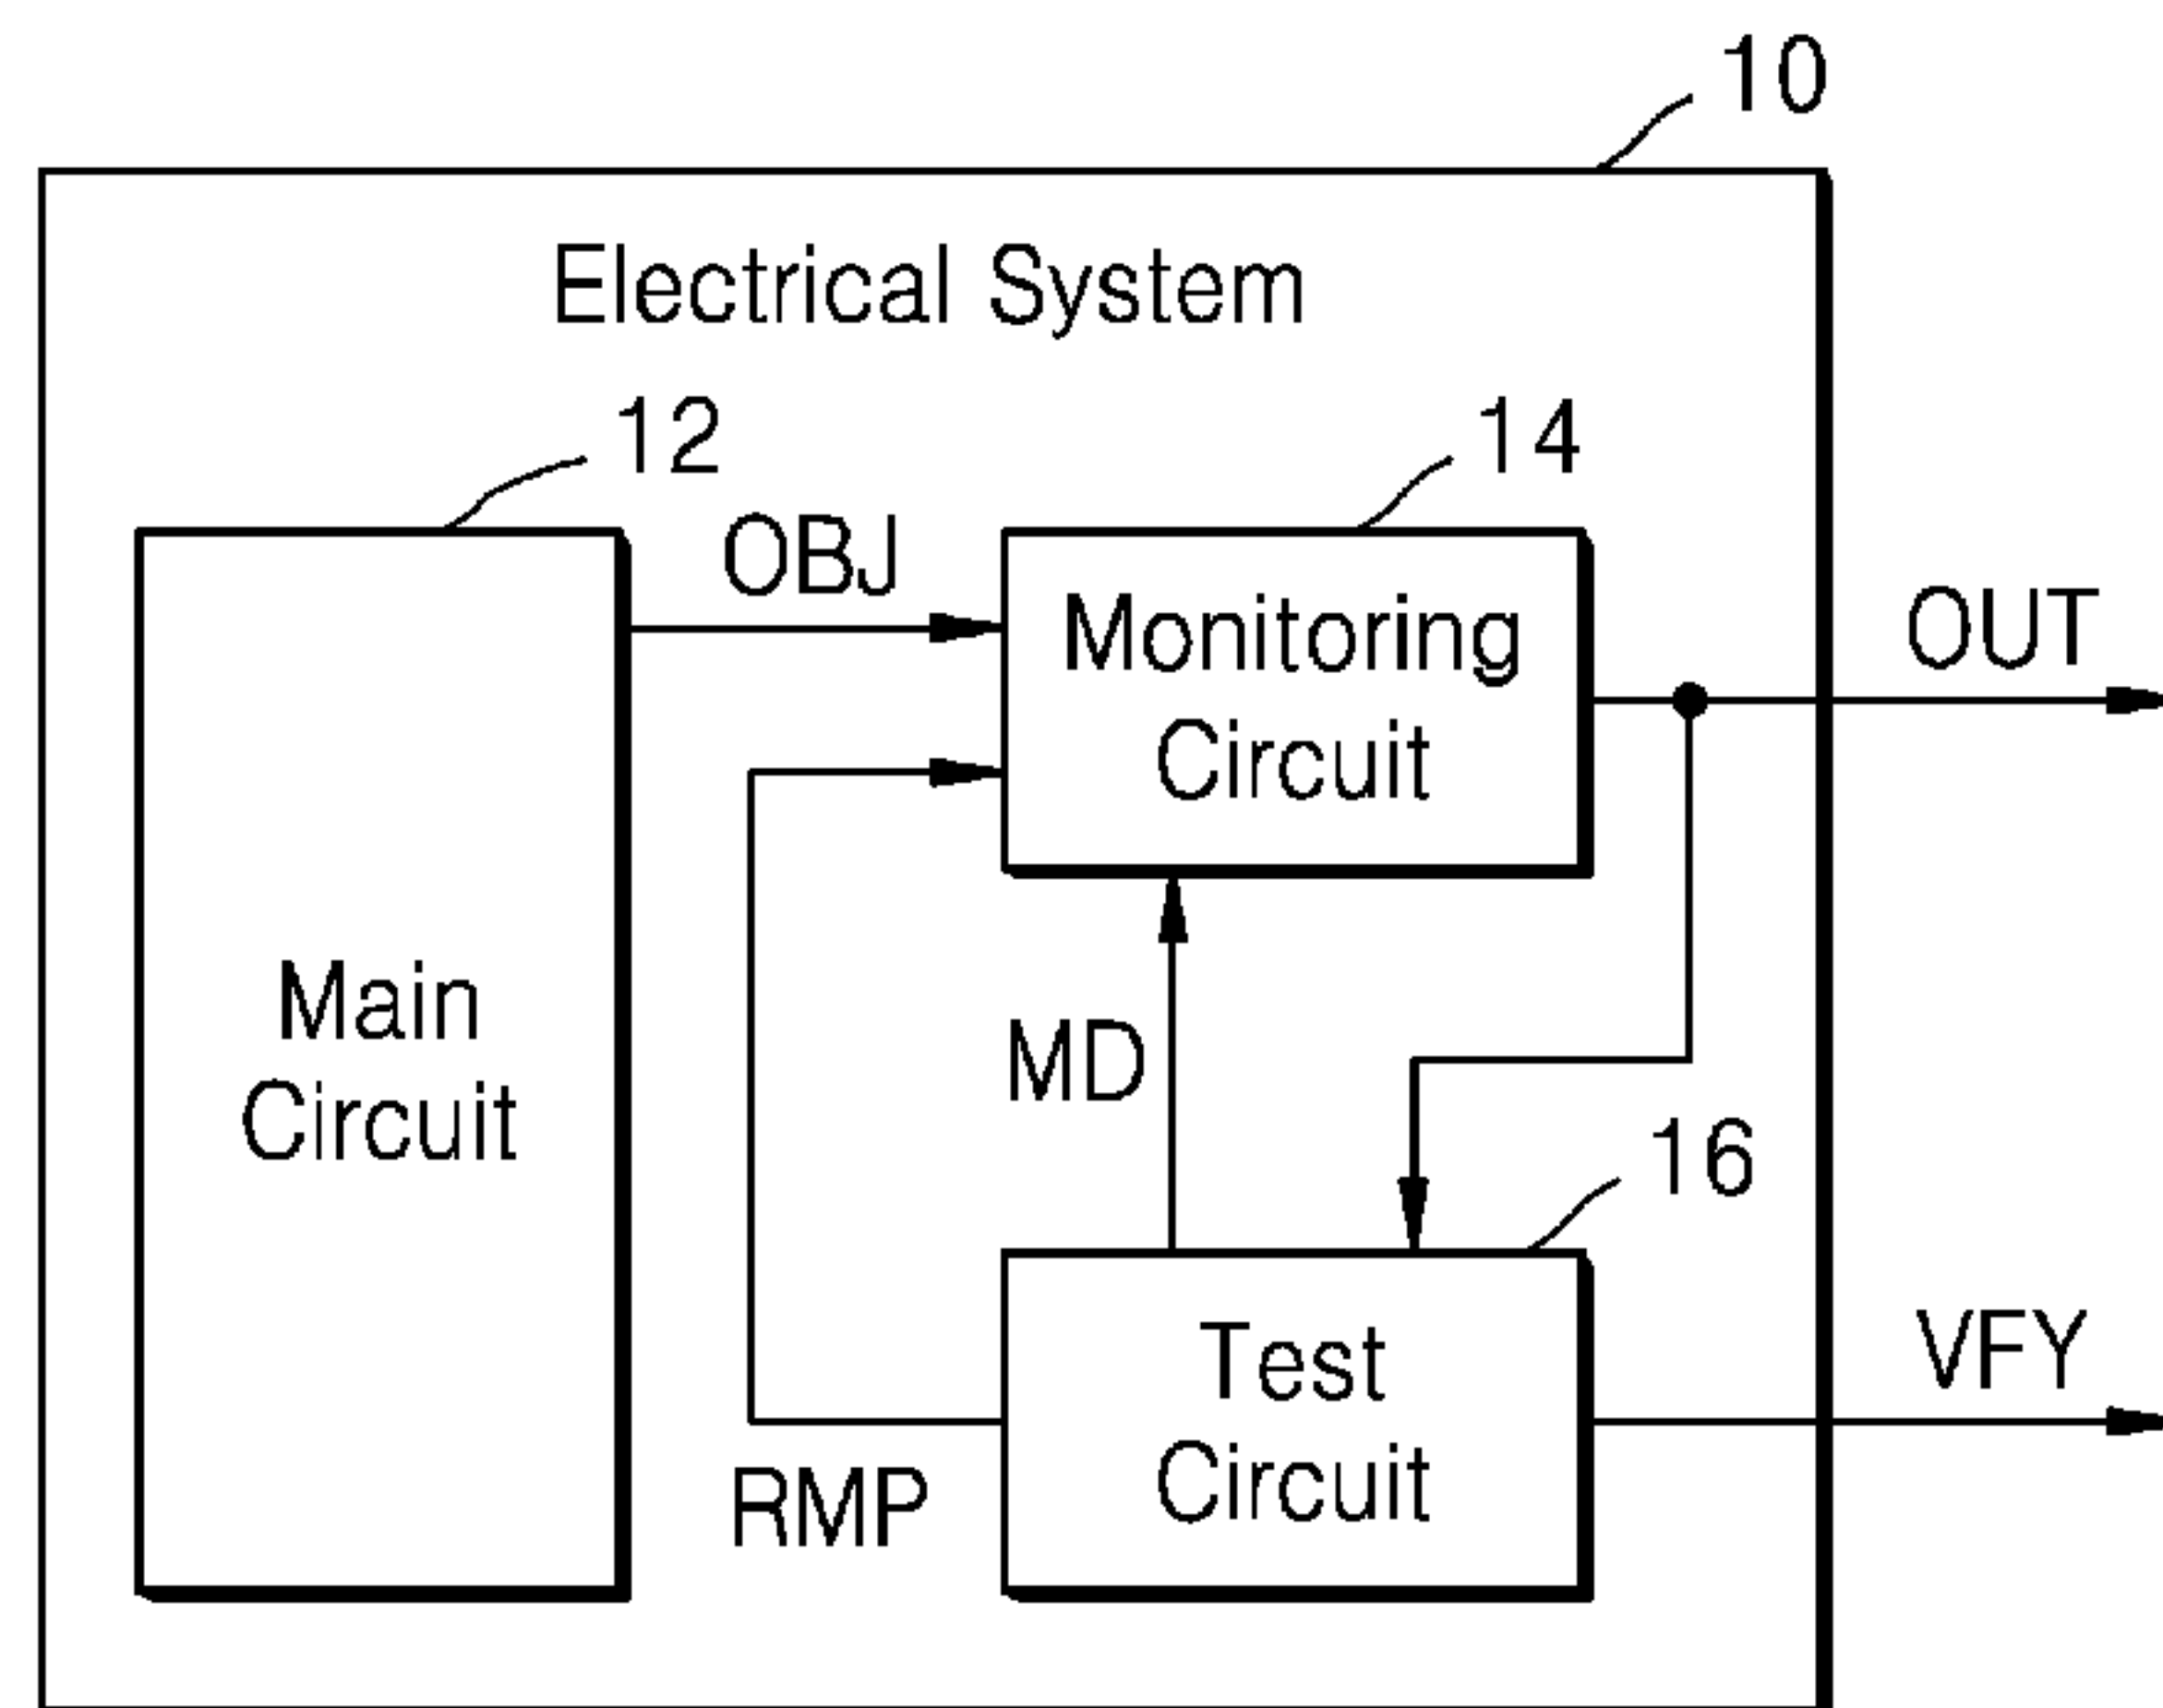 10
Electrical System
12
14
OBJ
Monitoring
Circuit
OUT
Main
Circuit
MD
16
Test
Circuit
VFY
RMP